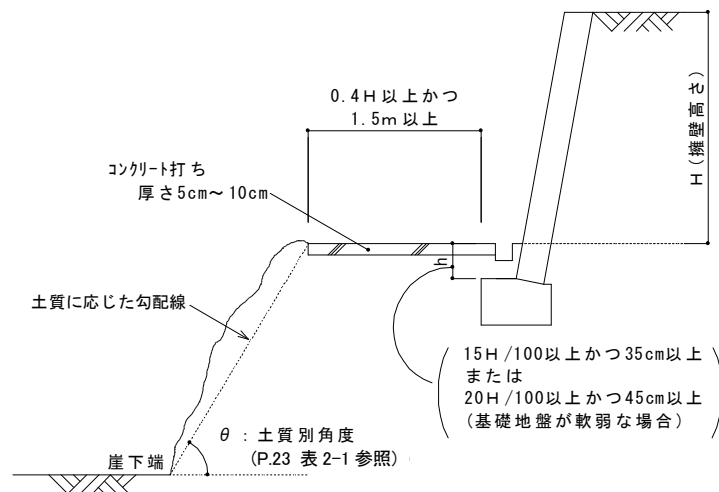 0.4H以上かつ
1.5m以上
H(擁壁高さ)
コンクリート打ち
厚さ5cm～10cm
h
土質に応じた勾配線
15H/100以上かつ35cm以上
または
20H/100以上かつ45cm以上
(基礎地盤が軟弱な場合)
θ:土質別角度
(P.23 表2-1参照)
崖下端